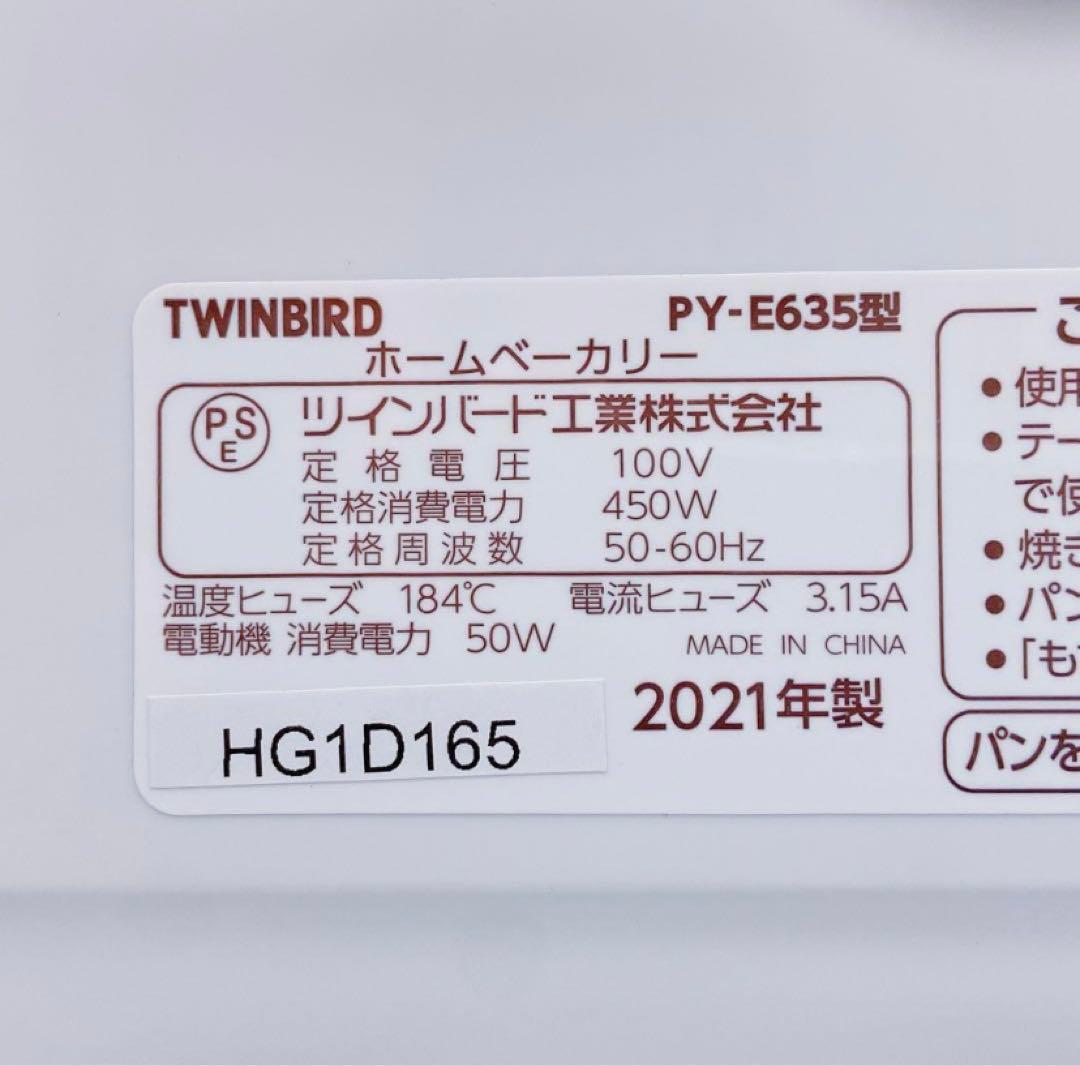 TWINBIRD PY-E635型
ホームベーカリー
PSE ツインバード工業株式会社
定格電圧 100V
定格消費電力 450W
定格周波数 50-60Hz
温度ヒューズ 184℃ 電流ヒューズ 3.15A
電動機 消費電力 50W MADE IN CHINA
2021年製
HG1D165
• 使用
• テー
で使
• 焼き
• パン
• 「も
パンを